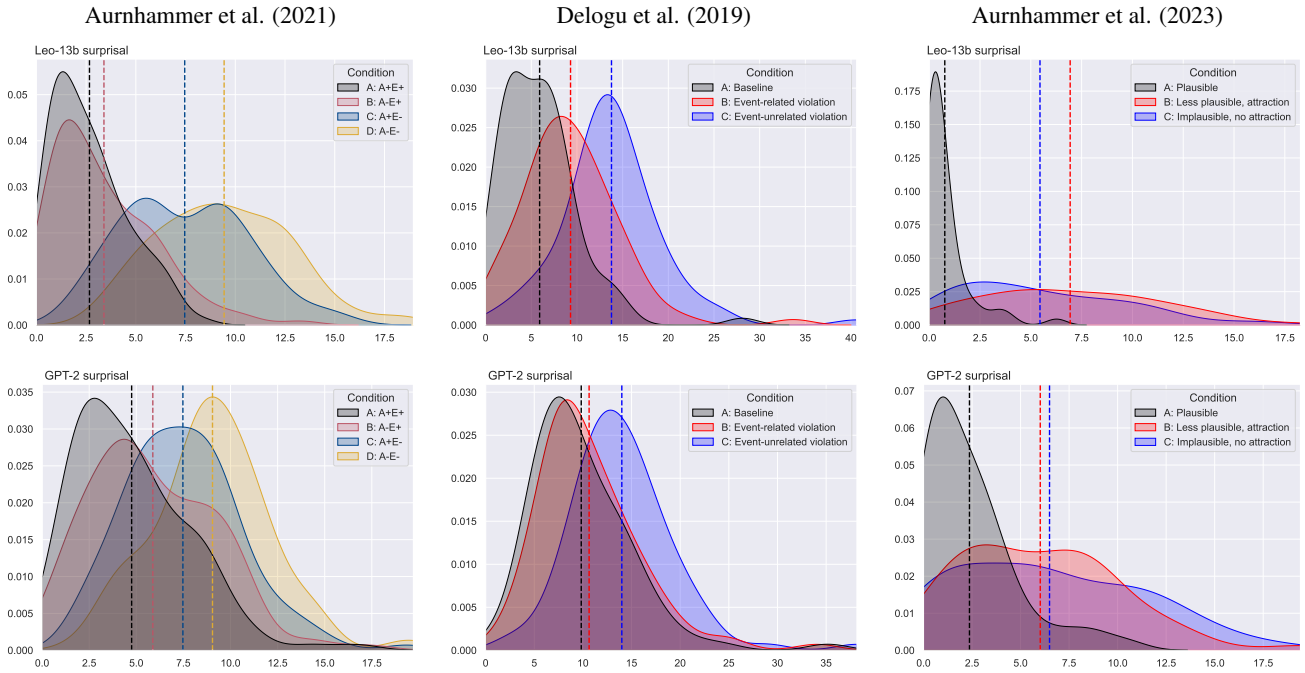 Aurnhammer et al. (2021)
Delogu et al. (2019)
Aurnhammer et al. (2023)
Leo-13b surprisal
Condition
A: A+E+
B: A-E+
C: A+E-
D: A-E-
0.05
0.04
0.03
0.02
0.01
0.00
0.0 2.5 5.0 7.5 10.0 12.5 15.0 17.5
Leo-13b surprisal
Condition
A: Baseline
B: Event-related violation
C: Event-unrelated violation
0.030
0.025
0.020
0.015
0.010
0.005
0.000
0 5 10 15 20 25 30 35 40
Leo-13b surprisal
Condition
A: Plausible
B: Less plausible, attraction
C: Implausible, no attraction
0.175
0.150
0.125
0.100
0.075
0.050
0.025
0.000
0.0 2.5 5.0 7.5 10.0 12.5 15.0 17.5
GPT-2 surprisal
Condition
A: A+E+
B: A-E+
C: A+E-
D: A-E-
0.035
0.030
0.025
0.020
0.015
0.010
0.005
0.000
0.0 2.5 5.0 7.5 10.0 12.5 15.0 17.5
GPT-2 surprisal
Condition
A: Baseline
B: Event-related violation
C: Event-unrelated violation
0.030
0.025
0.020
0.015
0.010
0.005
0.000
0 5 10 15 20 25 30 35
GPT-2 surprisal
Condition
A: Plausible
B: Less plausible, attraction
C: Implausible, no attraction
0.07
0.06
0.05
0.04
0.03
0.02
0.01
0.00
0.0 2.5 5.0 7.5 10.0 12.5 15.0 17.5